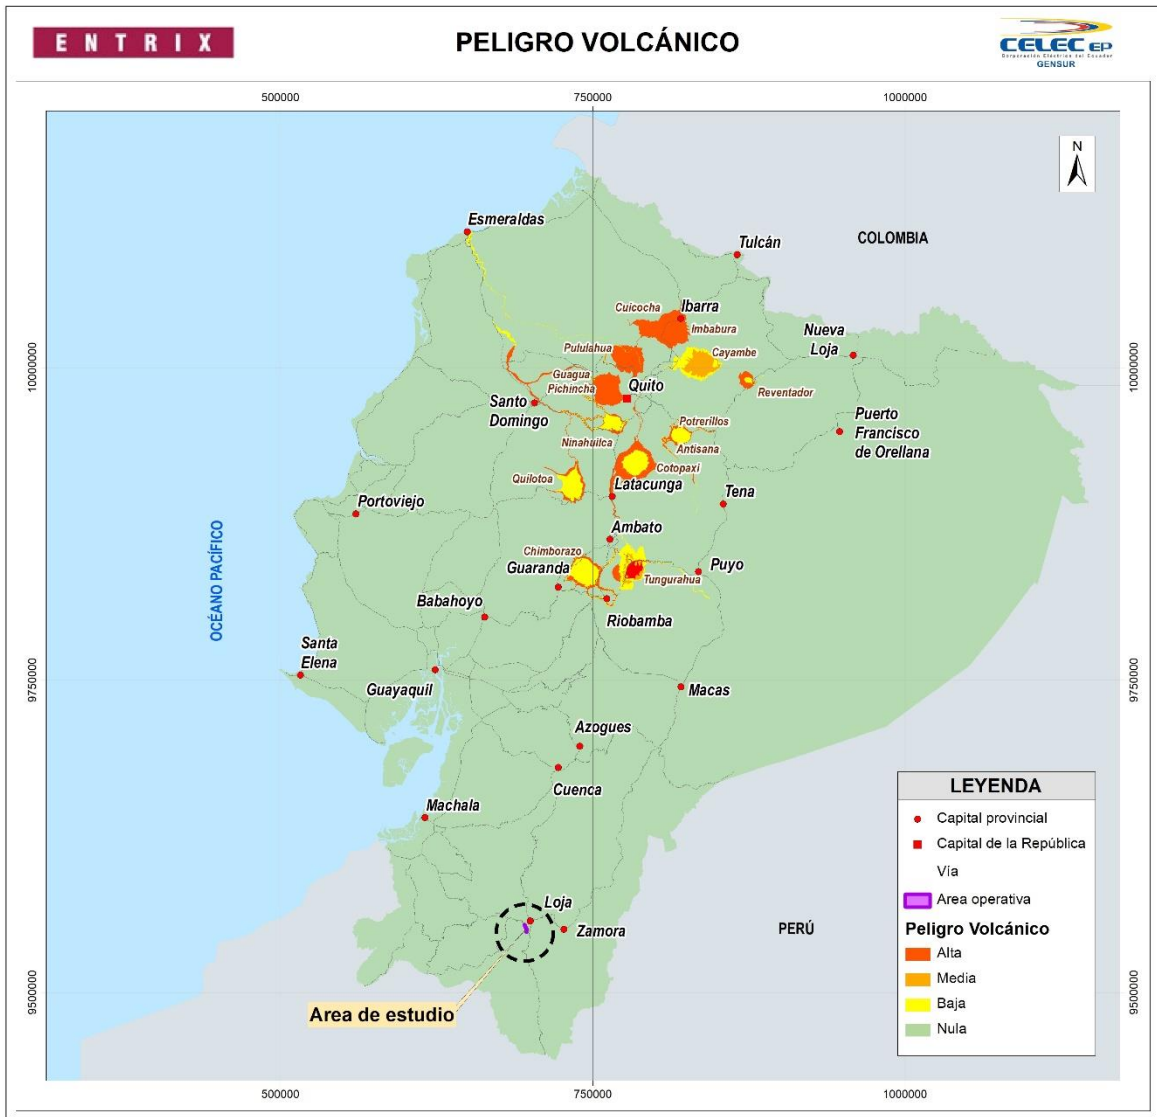 ENTRIX
PELIGRO VOLCÁNICO
CELEC EP
Corporación Eléctrica del Ecuador
GENSUR
500000
750000
1000000
N
Esmeraldas
Tulcán
COLOMBIA
Cuicocha
Ibarra
Imbabura
Nueva
Loja
Pululahua
Cayambe
10000000
10000000
Guagua
Pichincha
Quito
Reventador
Santo
Domingo
Potrerillos
Puerto
Francisco
de Orellana
Ninahuilca
Antisana
Cotopaxi
Quilotoa
Latacunga
Tena
Portoviejo
Ambato
OCÉANO PACÍFICO
Chimborazo
Guaranda
Puyo
Tungurahua
Babahoyo
Riobamba
Santa
Elena
9750000
9750000
Guayaquil
Macas
Azogues
Cuenca
Machala
LEYENDA
Capital provincial
Capital de la República
Vía
Area operativa
Peligro Volcánico
Alta
Media
Baja
Nula
Loja
Zamora
PERÚ
9500000
9500000
Area de estudio
500000
750000
1000000